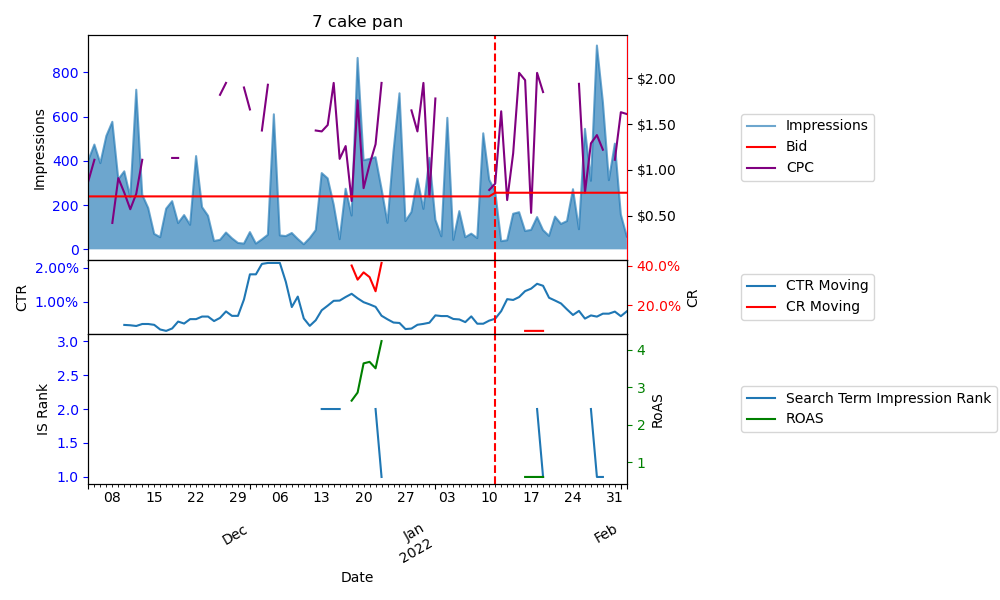 7 cake pan
Impressions
800
600
400
200
0
$2.00
$1.50
$1.00
$0.50
Impressions
Bid
CPC
CTR
2.00%
1.00%
40.0%
20.0%
CR
CTR Moving
CR Moving
IS Rank
3.0
2.5
2.0
1.5
1.0
4
3
2
1
RoAS
Search Term Impression Rank
ROAS
08 15 22 29 06 13 20 27 03 10 17 24 31
Dec Jan Feb
2022
Date